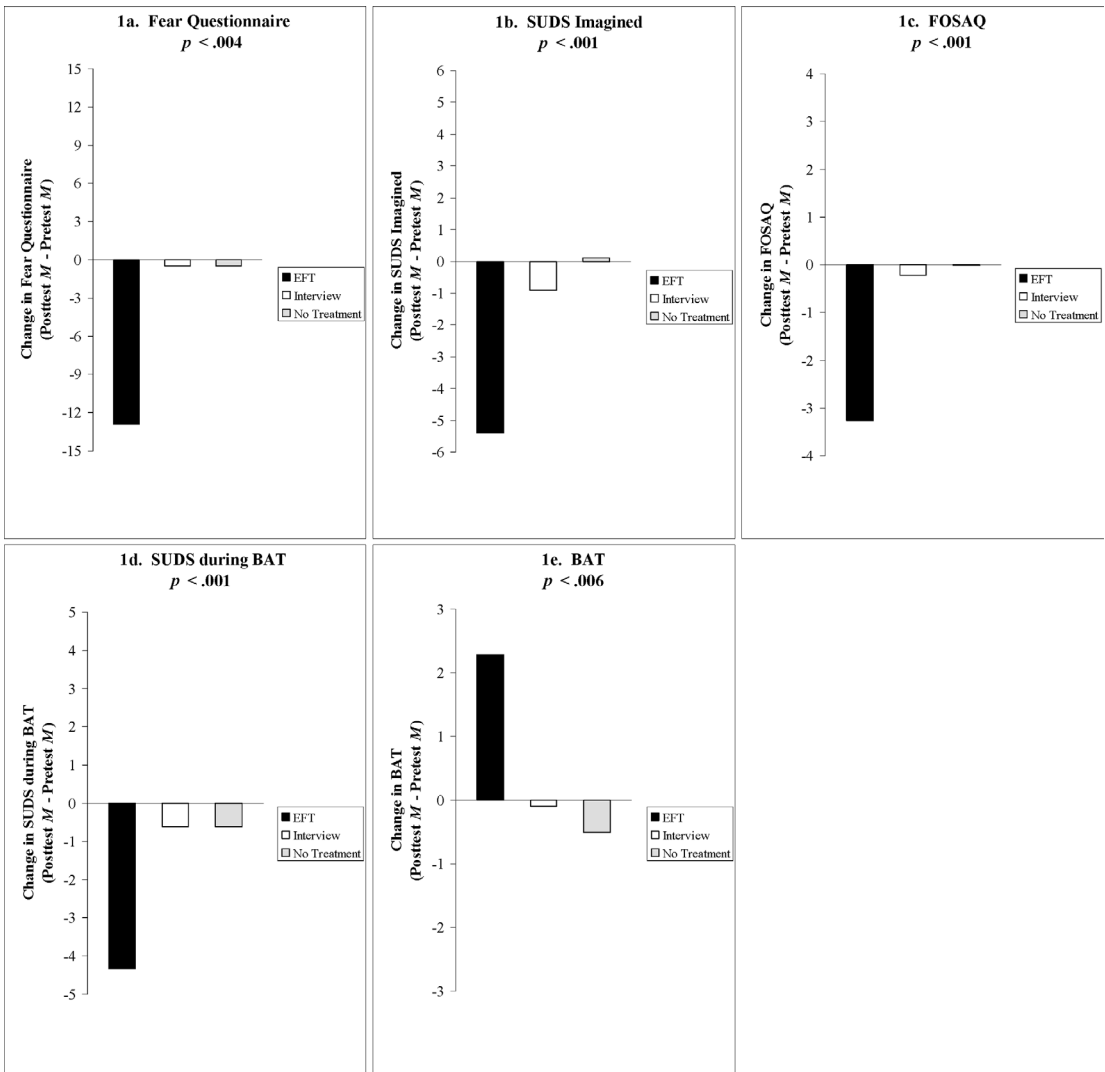 1a. Fear Questionnaire
p < .004
Change in Fear Questionnaire
(Posttest M - Pretest M)
15
12
9
6
3
0
-3
-6
-9
-12
-15
EFT
Interview
No Treatment
1b. SUDS Imagined
p < .001
Change in SUDS Imagined
(Posttest M - Pretest M)
6
5
4
3
2
1
0
-1
-2
-3
-4
-5
-6
EFT
Interview
No Treatment
1c. FOSAQ
p < .001
Change in FOSAQ
(Posttest M - Pretest M)
4
3
2
1
0
-1
-2
-3
-4
EFT
Interview
No Treatment
1d. SUDS during BAT
p < .001
Change in SUDS during BAT
(Posttest M - Pretest M)
5
4
3
2
1
0
-1
-2
-3
-4
-5
EFT
Interview
No Treatment
1e. BAT
p < .006
Change in BAT
(Posttest M - Pretest M)
3
2
1
0
-1
-2
-3
EFT
Interview
No Treatment